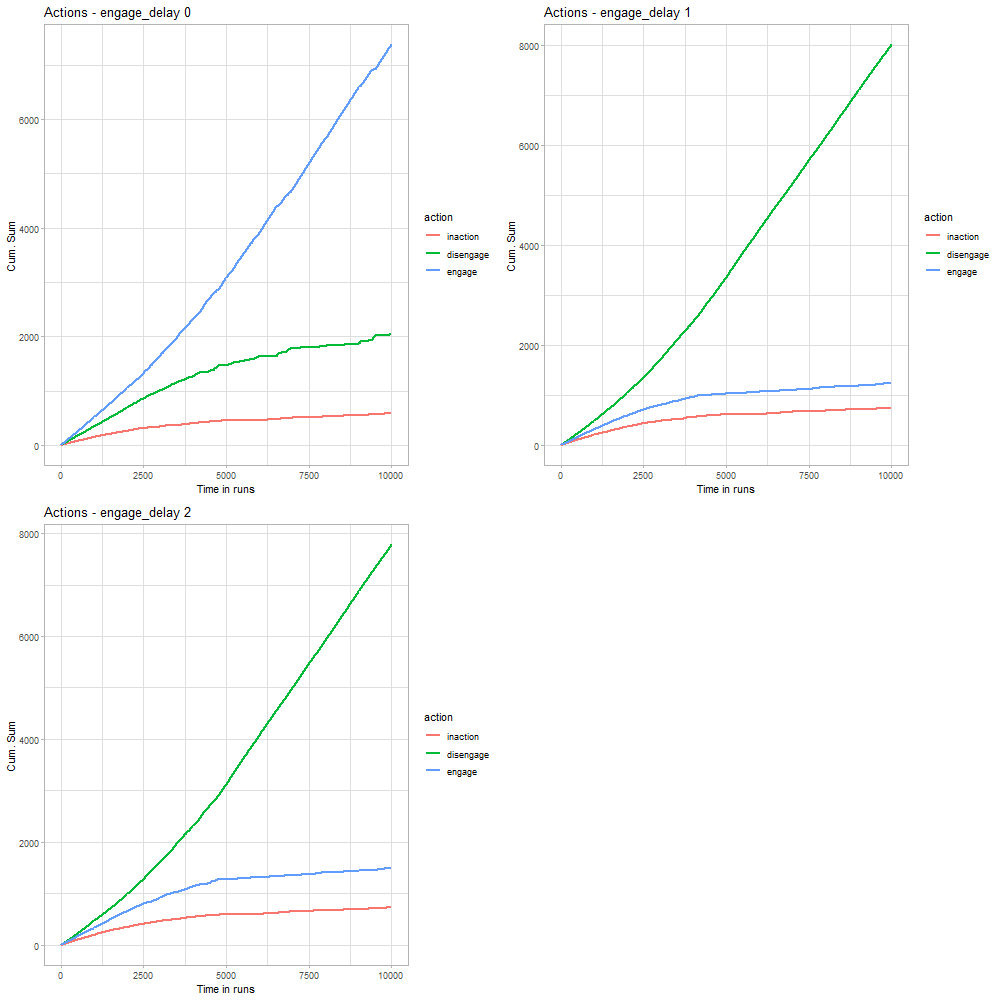 Actions - engage_delay 0
6000
4000
2000
0
Cum. Sum
0 2500 5000 7500 10000
Time in runs
action
inaction
disengage
engage
Actions - engage_delay 1
8000
6000
4000
2000
0
Cum. Sum
0 2500 5000 7500 10000
Time in runs
action
inaction
disengage
engage
Actions - engage_delay 2
8000
6000
4000
2000
0
Cum. Sum
0 2500 5000 7500 10000
Time in runs
action
inaction
disengage
engage